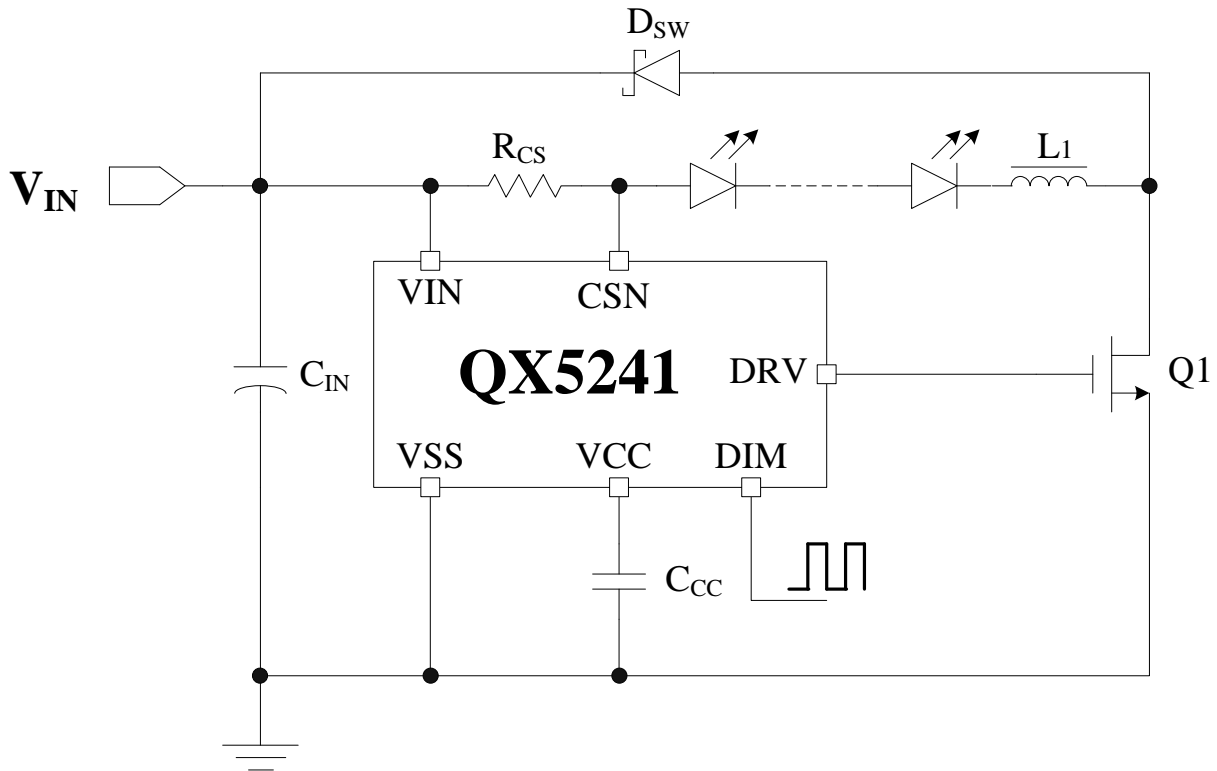 DSW
RCS
L1
VIN
VIN
CSN
CIN
QX5241
DRV
Q1
VSS
VCC
DIM
CCC